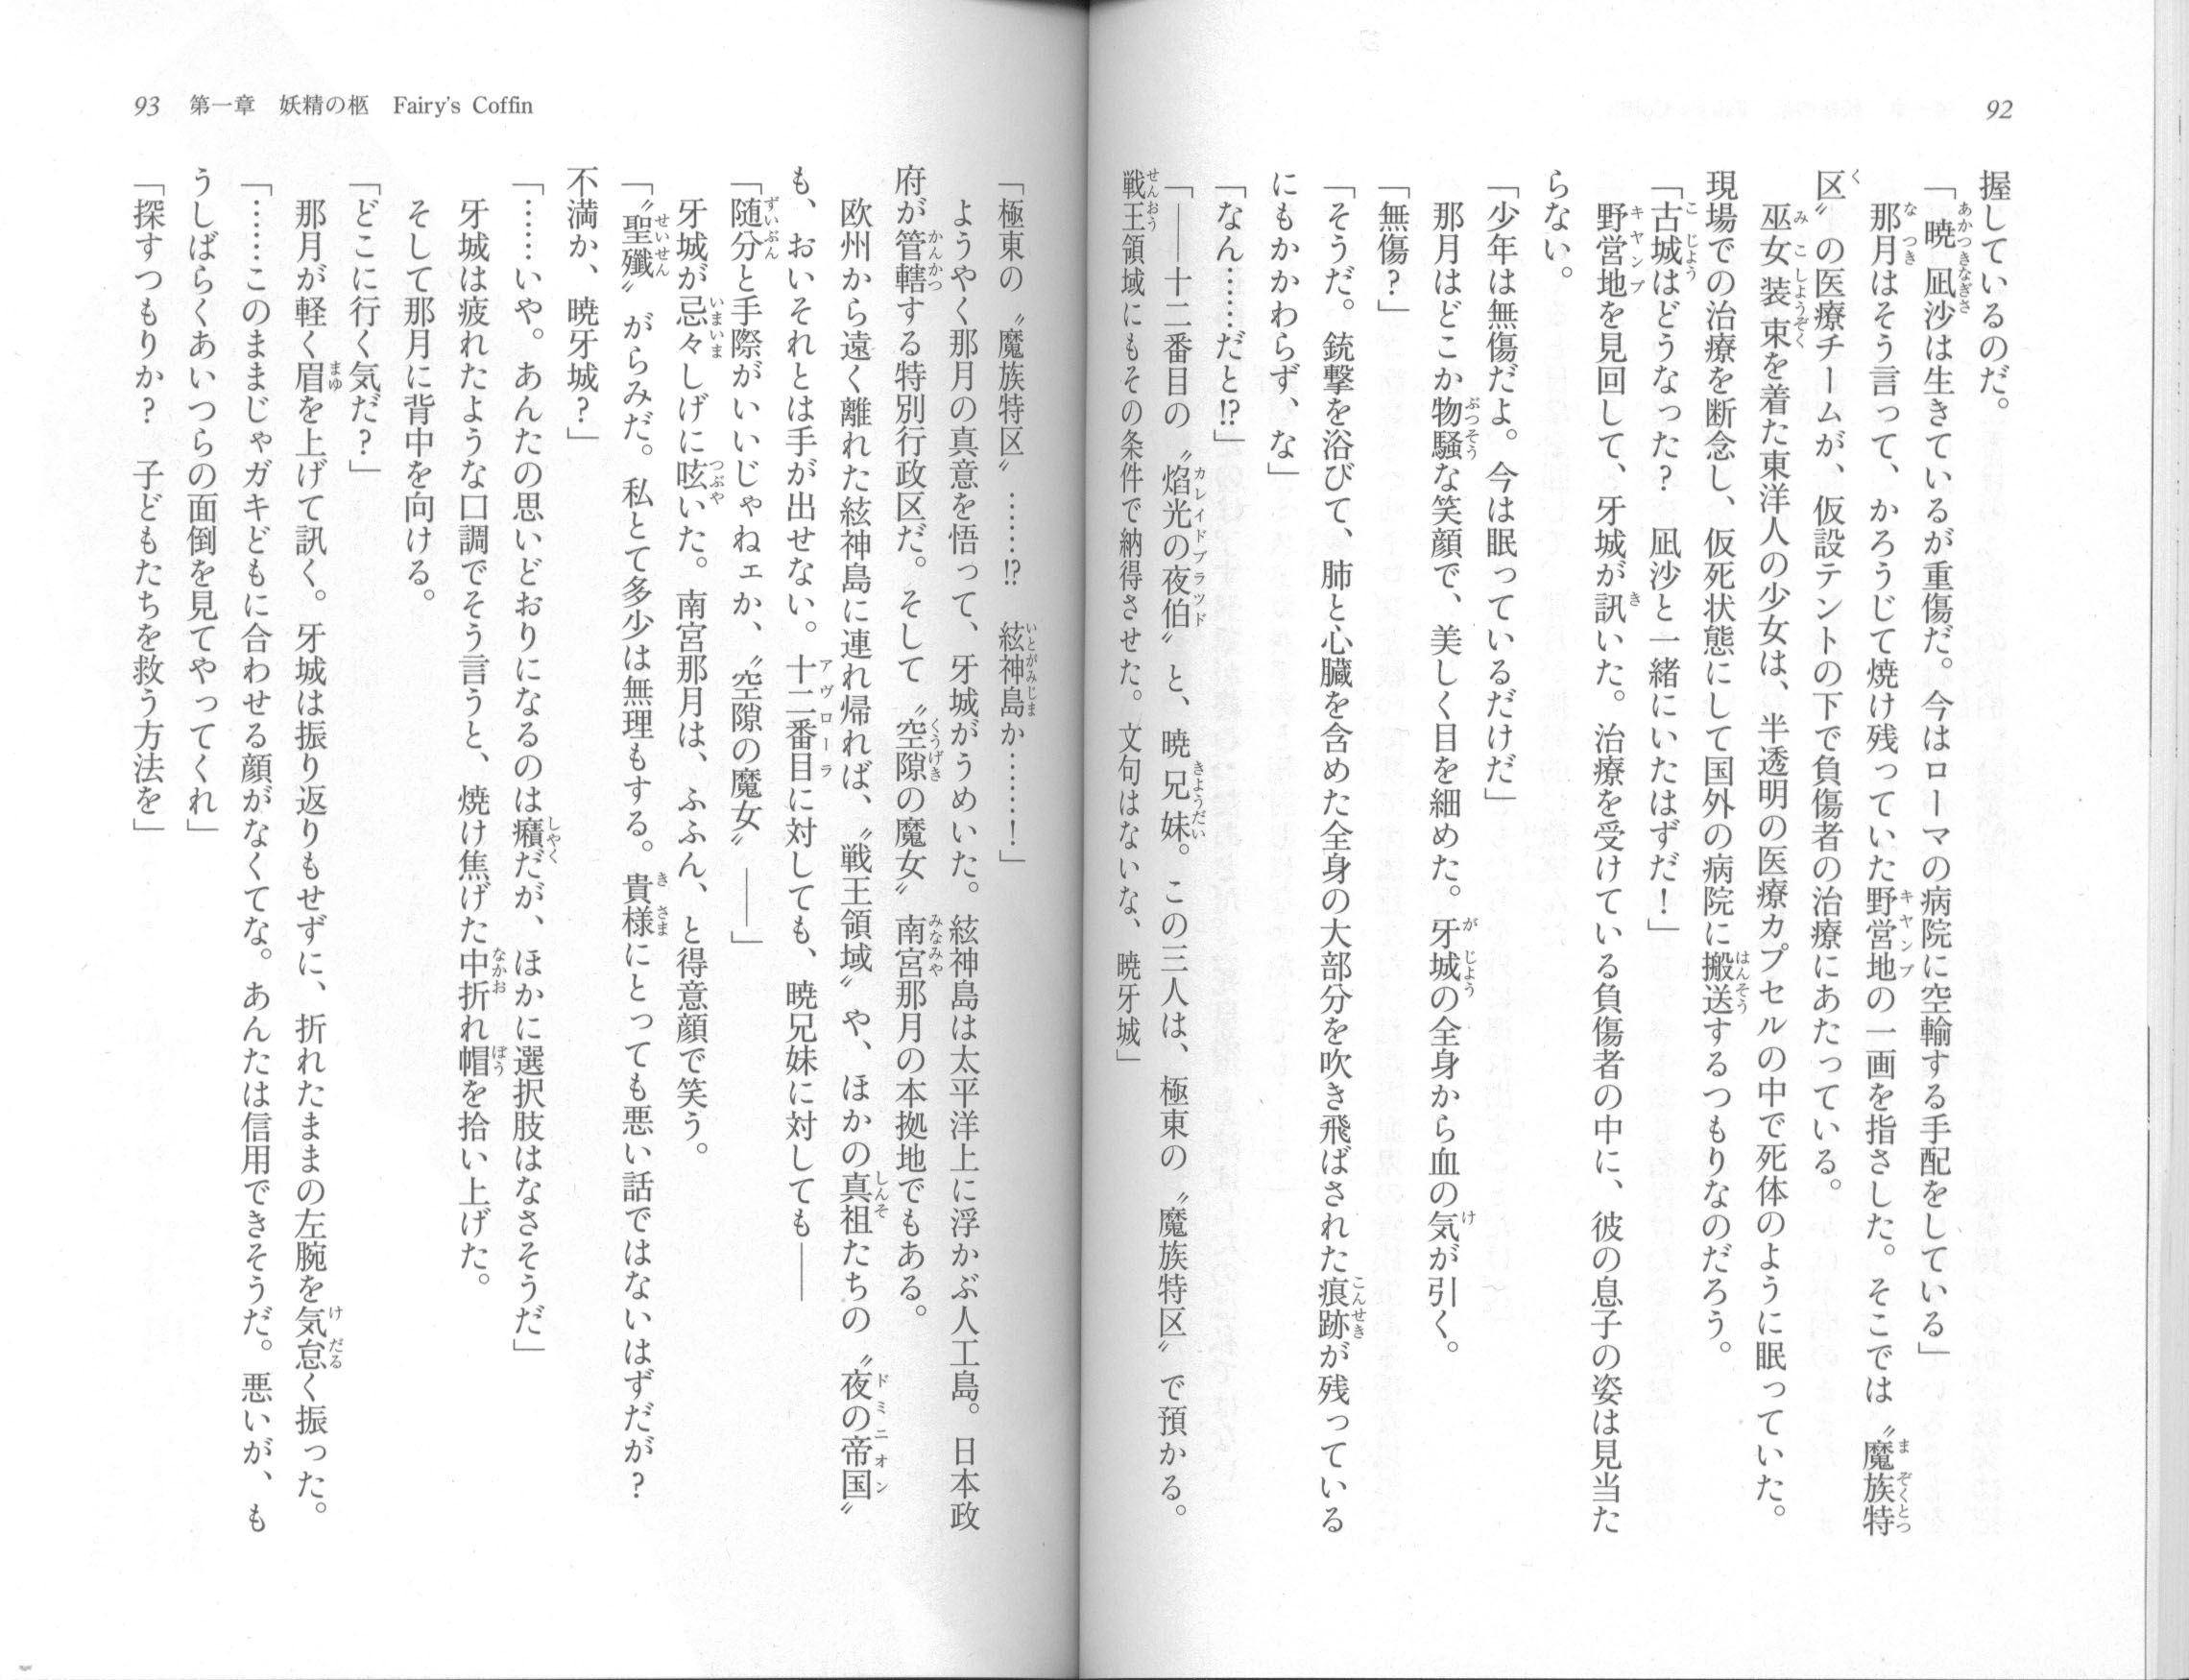 92
握しているのだ。
「暁凪沙は生きているが重傷だ。今はローマの病院に空輸する手配をしている」
那月はそう言って、かろうじて焼け残っていた野営地の一画を指さした。そこでは〝魔族特
区〟の医療チームが、仮設テントの下で負傷者の治療にあたっている。
巫女装束を着た東洋人の少女は、半透明の医療カプセルの中で死体のように眠っていた。
現場での治療を断念し、仮死状態にして国外の病院に搬送するつもりなのだろう。
「古城はどうなった？　凪沙と一緒にいたはずだ！」
野営地を見回して、牙城が訊いた。治療を受けている負傷者の中に、彼の息子の姿は見当た
らない。
「少年は無傷だよ。今は眠っているだけだ」
那月はどこか物騒な笑顔で、美しく目を細めた。牙城の全身から血の気が引く。
「無傷？」
「そうだ。銃撃を浴びて、肺と心臓を含めた全身の大部分を吹き飛ばされた痕跡が残っている
にもかかわらず、な」
「なん……だと!?」
「――十二番目の〝焰光の夜伯〟と、暁兄妹。この三人は、極東の〝魔族特区〟で預かる。
戦王領域にもその条件で納得させた。文句はないな、暁牙城」
93　第一章　妖精の柩　Fairy's Coffin
「極東の〝魔族特区〟……!?　絃神島か……！」
ようやく那月の真意を悟って、牙城がうめいた。絃神島は太平洋上に浮かぶ人工島。日本政
府が管轄する特別行政区だ。そして〝空隙の魔女〟南宮那月の本拠地でもある。
欧州から遠く離れた絃神島に連れ帰れば、〝戦王領域〟や、ほかの真祖たちの〝夜の帝国〟
も、おいそれとは手が出せない。十二番目に対しても、暁兄妹に対しても――
「随分と手際がいいじゃねェか、〝空隙の魔女〟――」
牙城が忌々しげに呟いた。南宮那月は、ふふん、と得意顔で笑う。
「〝聖殲〟がらみだ。私とて多少は無理もする。貴様にとっても悪い話ではないはずだが？
不満か、暁牙城？」
「……いや。あんたの思いどおりになるのは癪だが、ほかに選択肢はなさそうだ」
牙城は疲れたような口調でそう言うと、焼け焦げた中折れ帽を拾い上げた。
そして那月に背中を向ける。
「どこに行く気だ？」
那月が軽く眉を上げて訊く。牙城は振り返りもせずに、折れたままの左腕を気怠く振った。
「……このままじゃガキどもに合わせる顔がなくてな。あんたは信用できそうだ。悪いが、も
うしばらくあいつらの面倒を見てやってくれ」
「探すつもりか？　子どもたちを救う方法を」